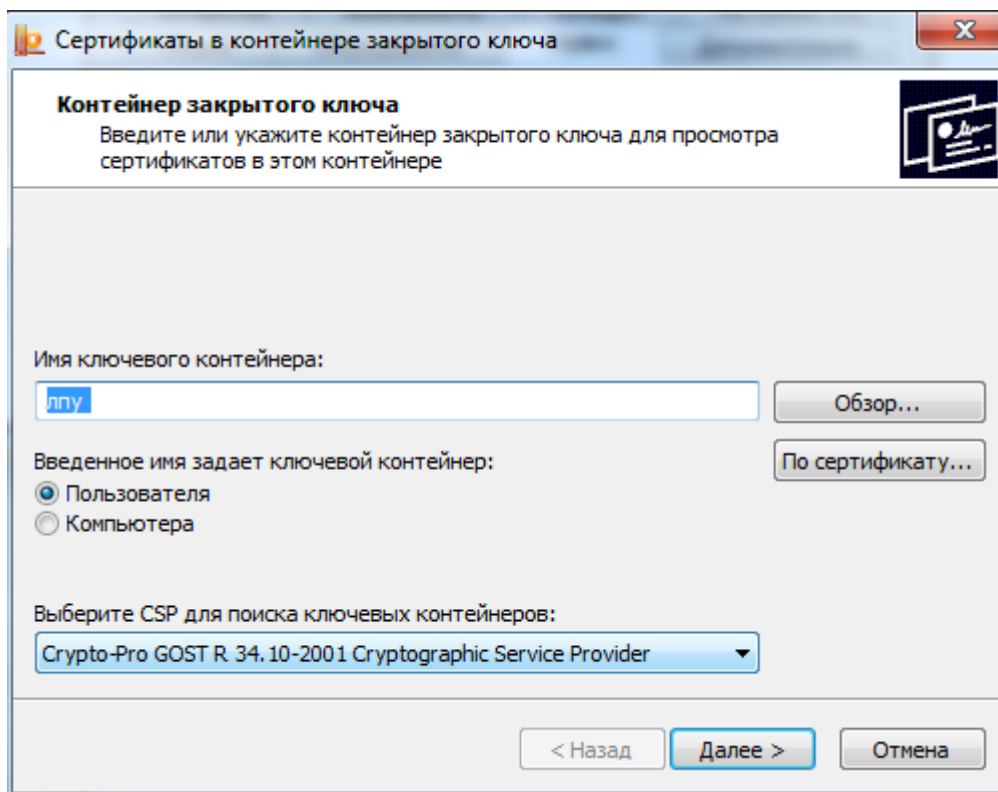 Сертификаты в контейнере закрытого ключа
Контейнер закрытого ключа
Введите или укажите контейнер закрытого ключа для просмотра
сертификатов в этом контейнере
Имя ключевого контейнера:
лпу
Обзор...
Введенное имя задает ключевой контейнер:
По сертификату...
Пользователя
Компьютера
Выберите CSP для поиска ключевых контейнеров:
Crypto-Pro GOST R 34.10-2001 Cryptographic Service Provider
< Назад
Далее >
Отмена